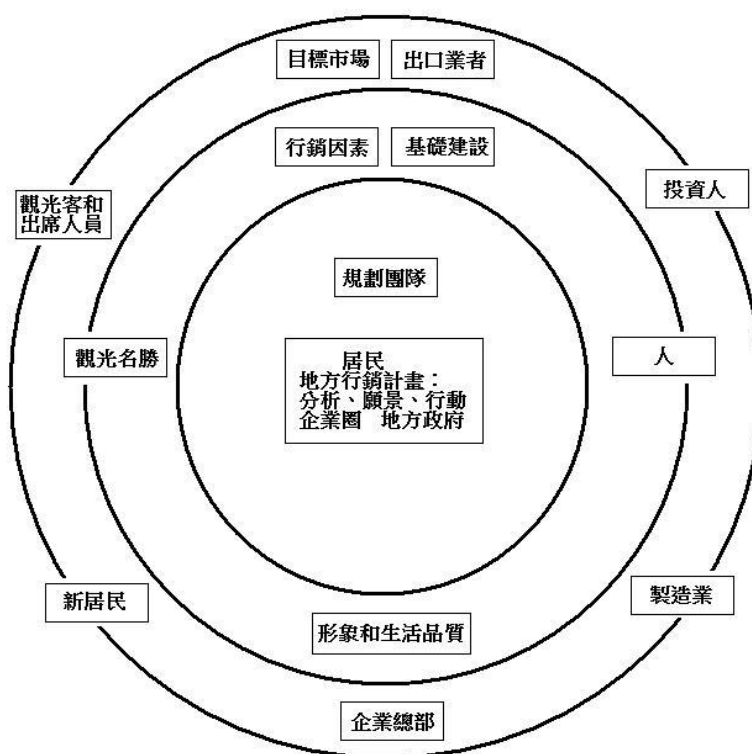 目標市場 出口業者
行銷因素 基礎建設
投資人
觀光客和
出席人員
規劃團隊
觀光名勝
人
居民
地方行銷計畫：
分析、願景、行動
企業圈 地方政府
新居民
製造業
形象和生活品質
企業總部